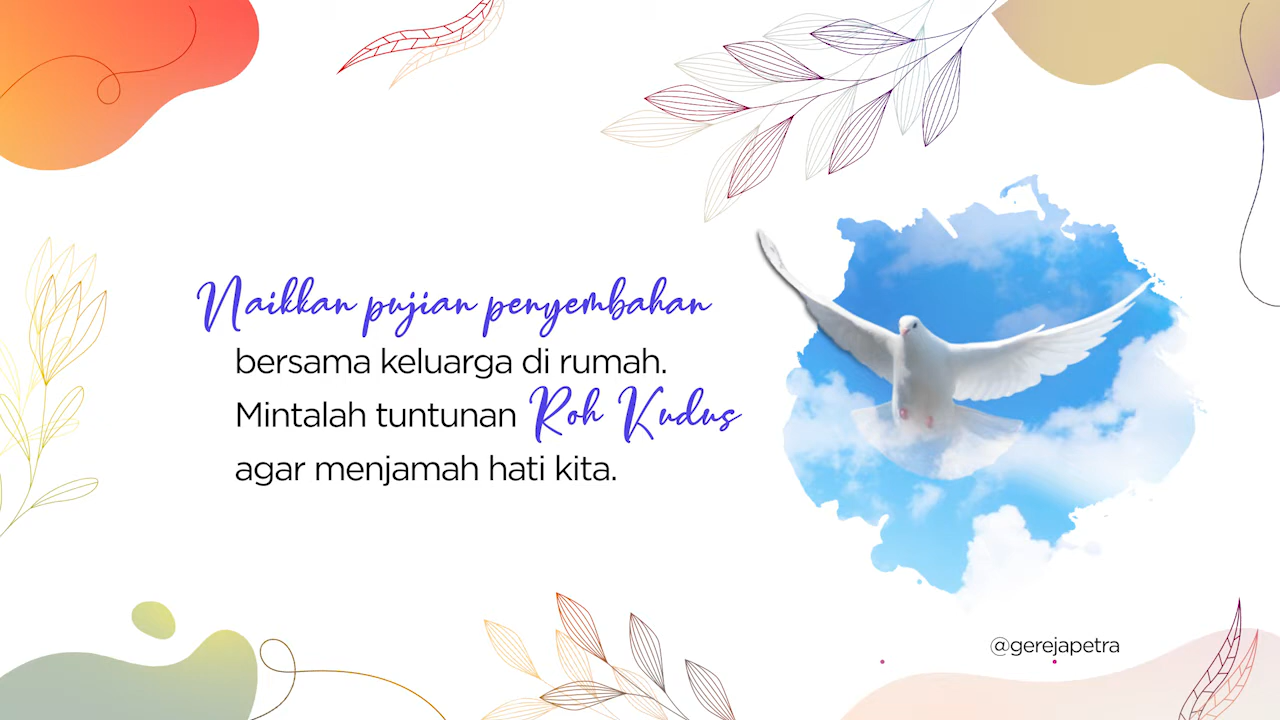 Naikkan pujian penyembahan
bersama keluarga di rumah.
Mintalah tuntunan Roh Kudus
agar menjamah hati kita.
@gerejapetra